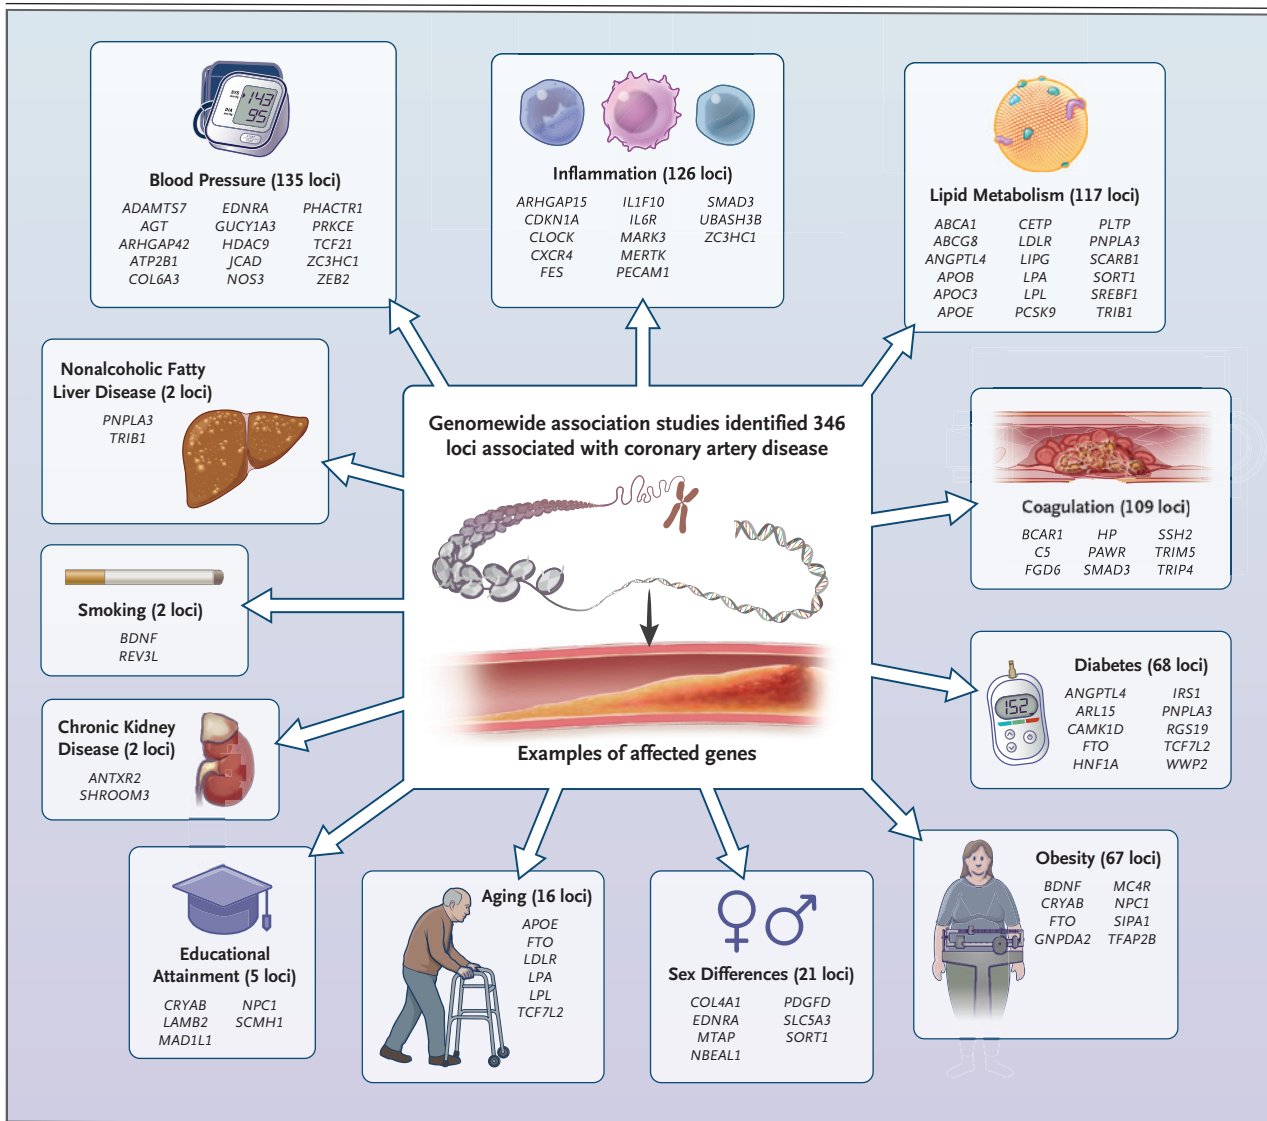 SYS
mmHg
143
DIA
mmHg
95
Blood Pressure (135 loci)
ADAMTS7 EDNRA PHACTR1
AGT GUCY1A3 PRKCE
ARHGAP42 HDAC9 TCF21
ATP2B1 JCAD ZC3HC1
COL6A3 NOS3 ZEB2
Inflammation (126 loci)
ARHGAP15 IL1F10 SMAD3
CDKN1A IL6R UBASH3B
CLOCK MARK3 ZC3HC1
CXCR4 MERTK
FES PECAM1
Lipid Metabolism (117 loci)
ABCA1 CETP PLTP
ABCG8 LDLR PNPLA3
ANGPTL4 LIPG SCARB1
APOB LPA SORT1
APOC3 LPL SREBF1
APOE PCSK9 TRIB1
Nonalcoholic Fatty
Liver Disease (2 loci)
PNPLA3
TRIB1
Genomewide association studies identified 346
loci associated with coronary artery disease
Examples of affected genes
Coagulation (109 loci)
BCAR1 HP SSH2
C5 PAWR TRIM5
FGD6 SMAD3 TRIP4
Smoking (2 loci)
BDNF
REV3L
Diabetes (68 loci)
152
ANGPTL4 IRS1
ARL15 PNPLA3
CAMK1D RGS19
FTO TCF7L2
HNF1A WWP2
Chronic Kidney
Disease (2 loci)
ANTXR2
SHROOM3
Educational
Attainment (5 loci)
CRYAB NPC1
LAMB2 SCMH1
MAD1L1
Aging (16 loci)
APOE
FTO
LDLR
LPA
LPL
TCF7L2
Sex Differences (21 loci)
COL4A1 PDGFD
EDNRA SLC5A3
MTAP SORT1
NBEAL1
Obesity (67 loci)
BDNF MC4R
CRYAB NPC1
FTO SIPA1
GNPDA2 TFAP2B